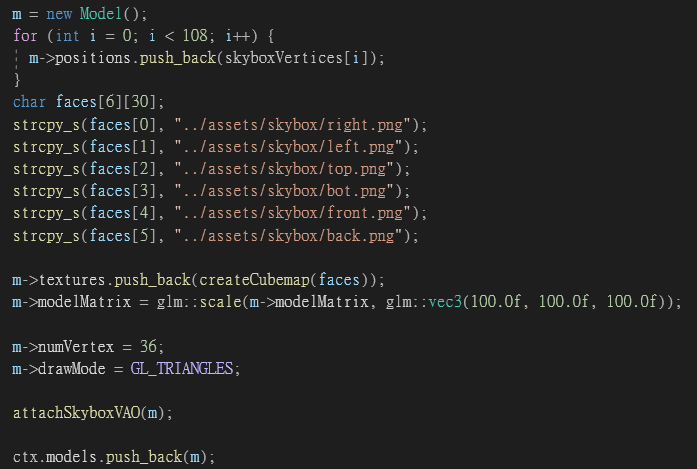 m = new Model();
for (int i = 0; i < 108; i++) {
m->positions.push_back(skyboxVertices[i]);
}
char faces[6][30];
strcpy_s(faces[0], "../assets/skybox/right.png");
strcpy_s(faces[1], "../assets/skybox/left.png");
strcpy_s(faces[2], "../assets/skybox/top.png");
strcpy_s(faces[3], "../assets/skybox/bot.png");
strcpy_s(faces[4], "../assets/skybox/front.png");
strcpy_s(faces[5], "../assets/skybox/back.png");
m->textures.push_back(createCubemap(faces));
m->modelMatrix = glm::scale(m->modelMatrix, glm::vec3(100.0f, 100.0f, 100.0f));
m->numVertex = 36;
m->drawMode = GL_TRIANGLES;
attachSkyboxVAO(m);
ctx.models.push_back(m);